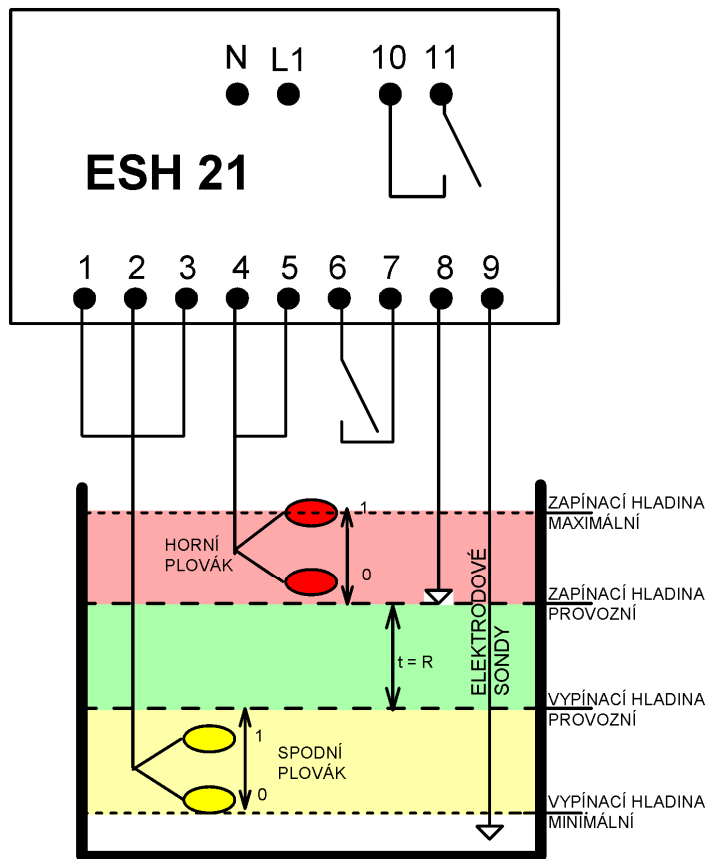 N L1 10 11
ESH 21
1 2 3 4 5 6 7 8 9
ZAPÍNACÍ HLADINA
MAXIMÁLNÍ
HORNÍ
PLOVÁK
1
0
ZAPÍNACÍ HLADINA
PROVOZNÍ
ELEKTRODOVÉ
SONDY
t = R
VYPÍNACÍ HLADINA
PROVOZNÍ
SPODNÍ
PLOVÁK
1
0
VYPÍNACÍ HLADINA
MINIMÁLNÍ